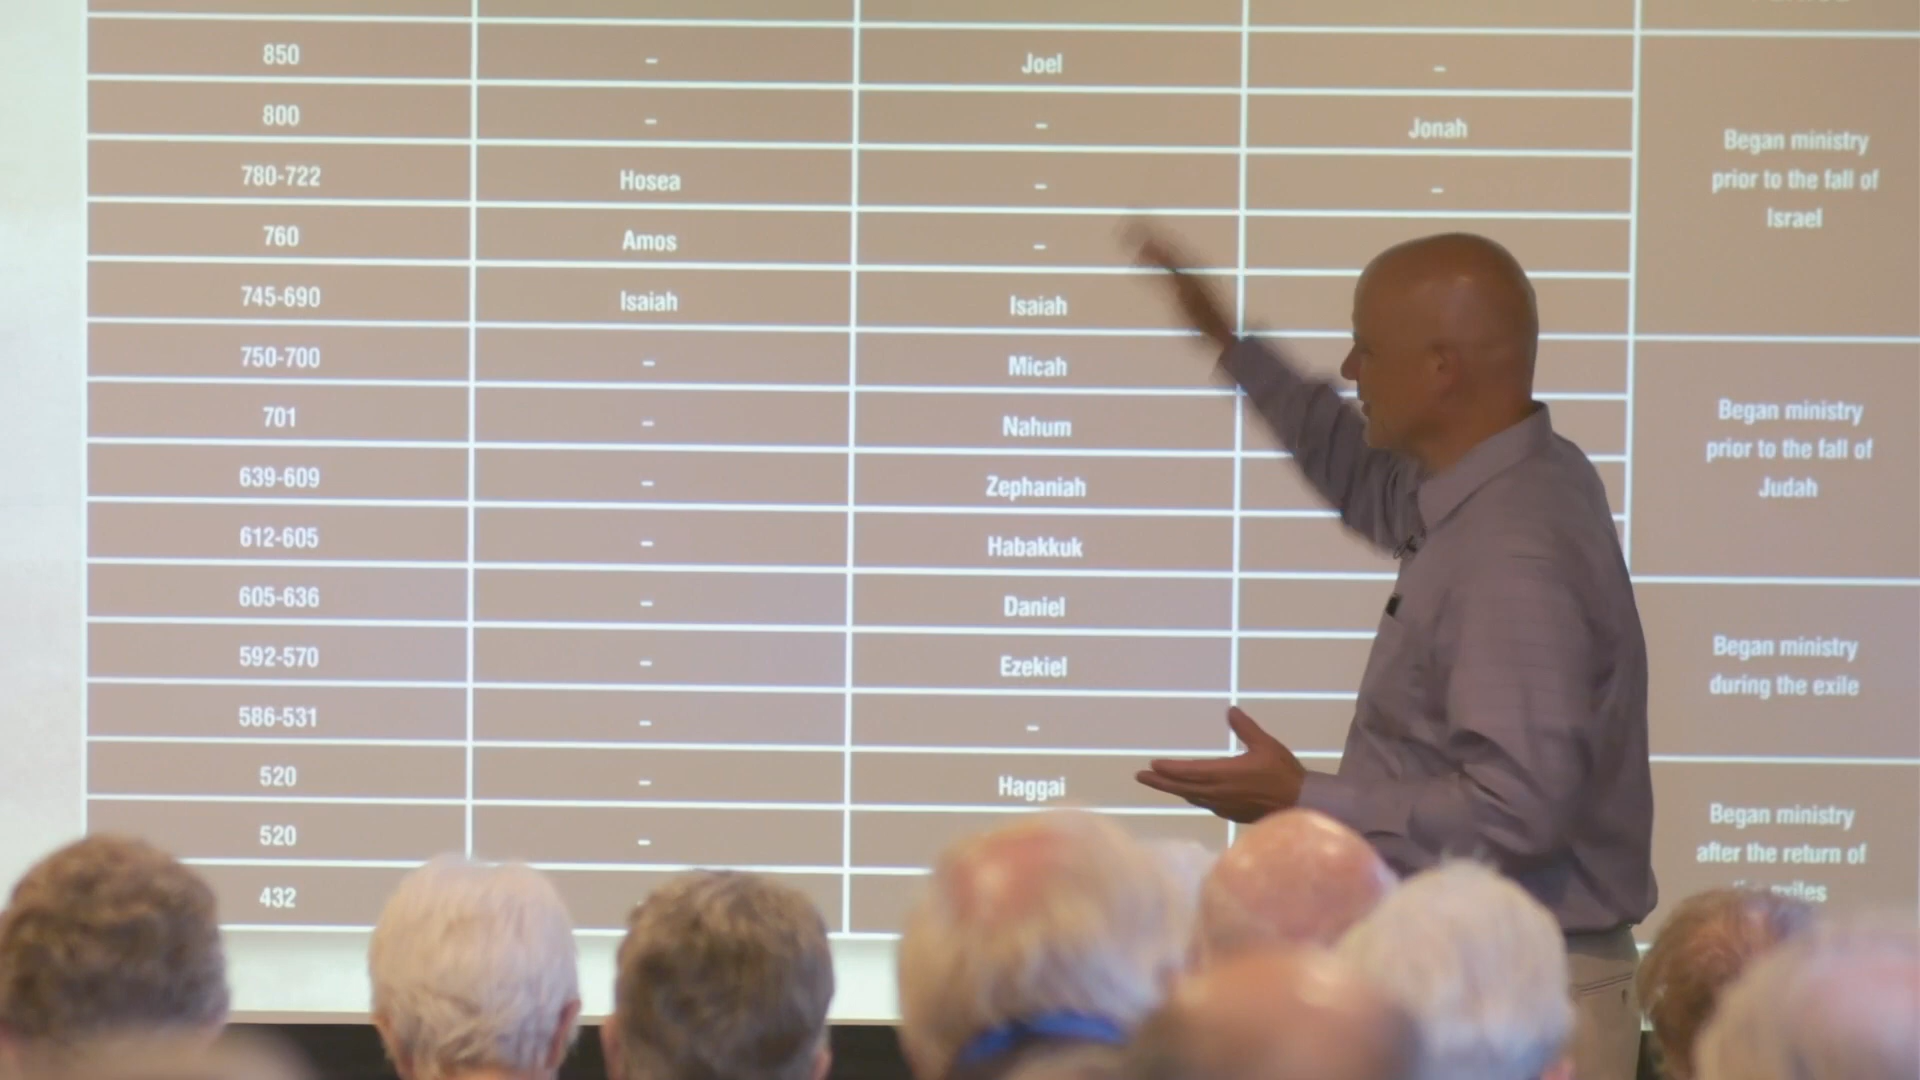 850 – Joel –
800 – – Jonah
780-722 Hosea – –
760 Amos –
745-690 Isaiah Isaiah
750-700 – Micah
701 – Nahum
639-609 – Zephaniah
612-605 – Habakkuk
605-636 – Daniel
592-570 – Ezekiel
586-531 – –
520 – Haggai
520 –
432
Began ministry
prior to the fall of
Israel
Began ministry
prior to the fall of
Judah
Began ministry
during the exile
Began ministry
after the return of
exiles